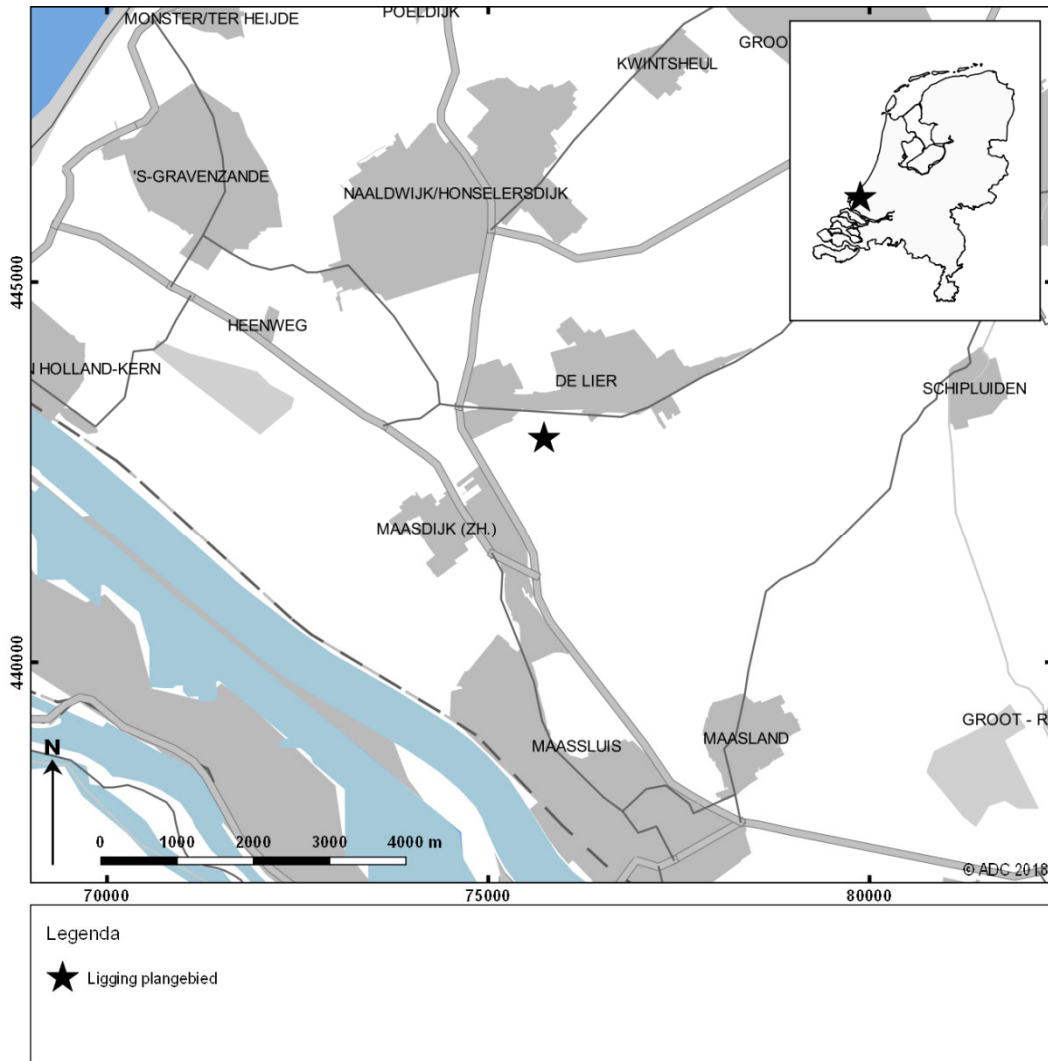 MONSTER/TER HEIJDE
POELDIJK
KWINTSHEUL
GROO
'S-GRAVENZANDE
NAALDWIJK/HONSELERSDIJK
445000
HEENWEG
N HOLLAND-KERN
DE LIER
SCHIPLUIDEN
MAASDIJK (ZH.)
440000
GROOT - R
MAASSLUIS
MAASLAND
N
0 1000 2000 3000 4000 m
© ADC 2018
70000 75000 80000
Legenda
Ligging plangebied